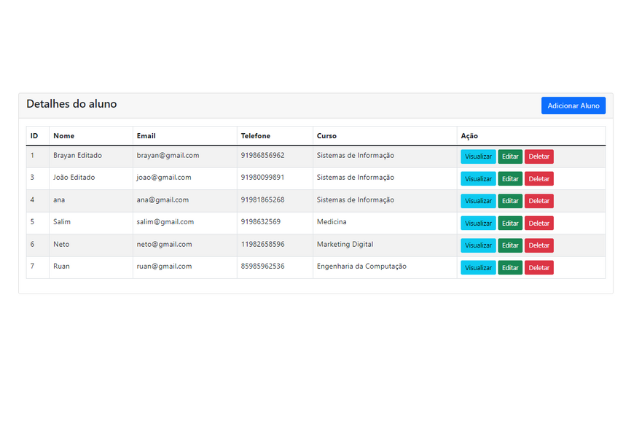 Detalhes do aluno Adicionar Aluno
ID Nome Email Telefone Curso Ação
1 Brayan Editado brayan@gmail.com 91986856962 Sistemas de Informação Visualizar Editar Deletar
3 João Editado joao@gmail.com 91980099891 Sistemas de Informação Visualizar Editar Deletar
4 ana ana@gmail.com 91981865268 Sistemas de Informação Visualizar Editar Deletar
5 Salim salim@gmail.com 9198632569 Medicina Visualizar Editar Deletar
6 Neto neto@gmail.com 11982658596 Marketing Digital Visualizar Editar Deletar
7 Ruan ruan@gmail.com 85985962536 Engenharia da Computação Visualizar Editar Deletar